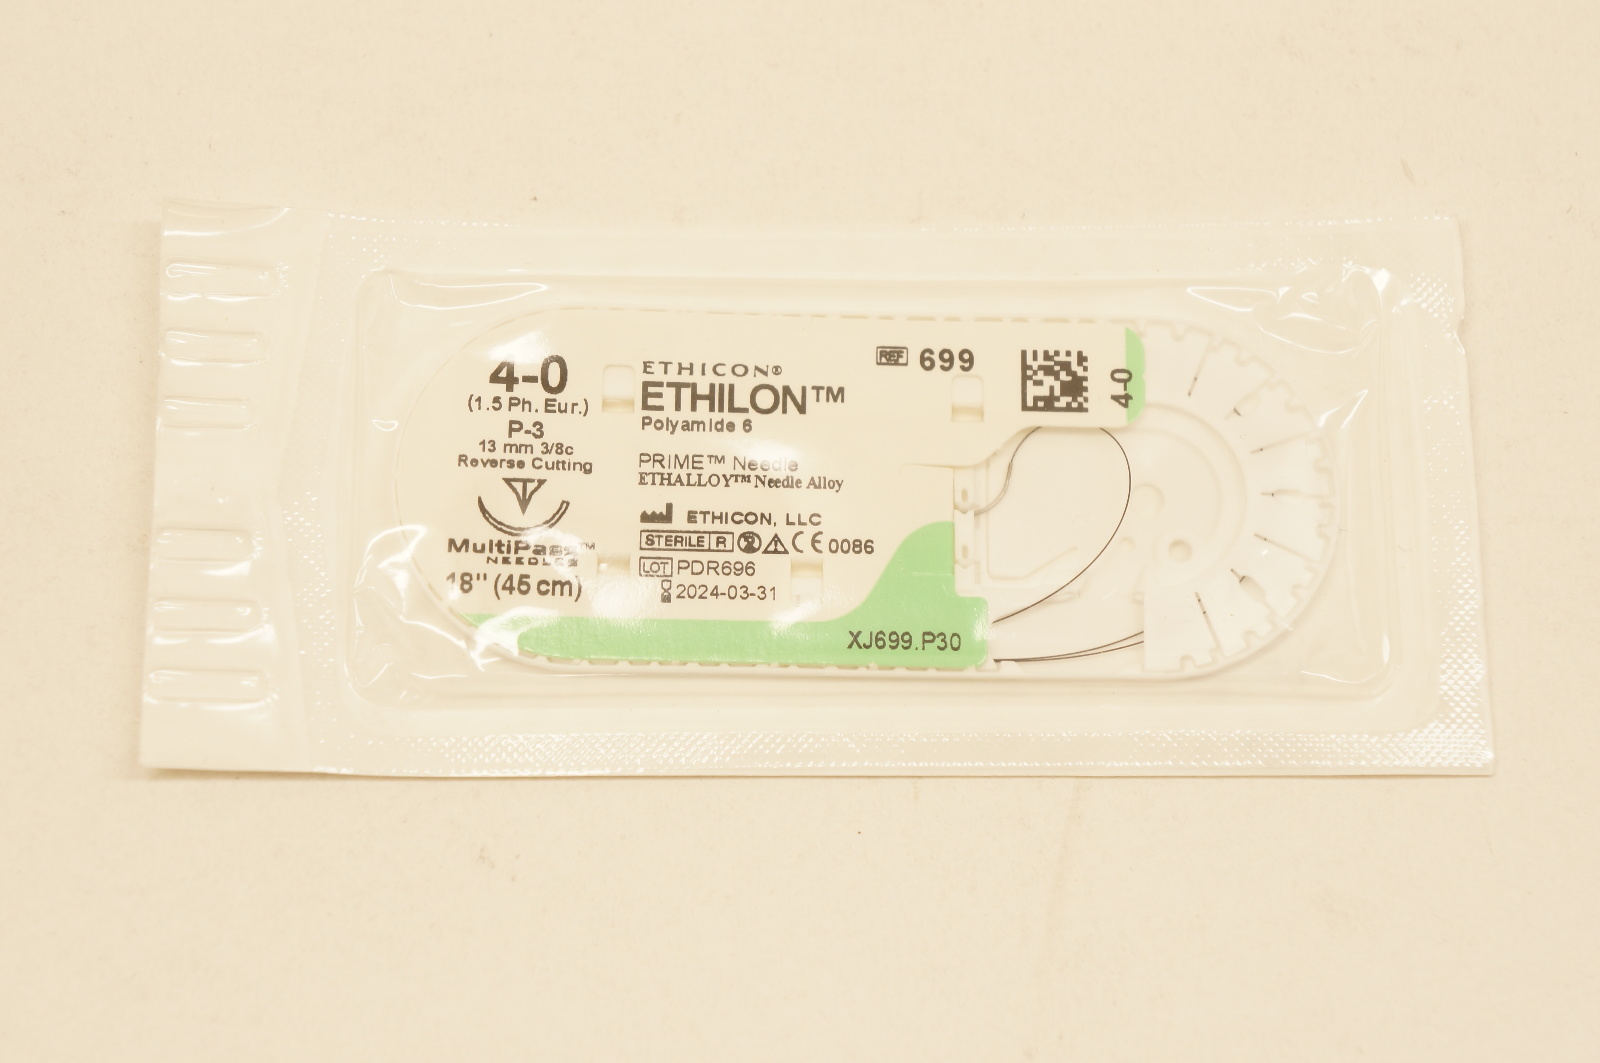 4-0
(1.5 Ph. Eur.)
P-3
13 mm 3/8c
Reverse Cutting
MultiPass™
NEEDLES
18" (45 cm)
ETHICON®
ETHILON™
Polyamide 6
PRIME™ Needle
ETHALLOY™ Needle Alloy
ETHICON, LLC
STERILE R 2 CE 0086
LOT PDR696
2024-03-31
REF 699
4-0
XJ699.P30